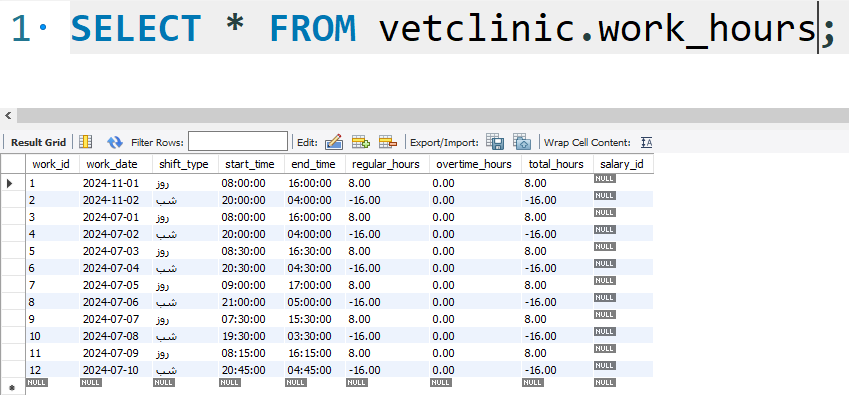 1 SELECT * FROM vetclinic.work_hours;
Result Grid Filter Rows: Edit: Export/Import: Wrap Cell Content: IA
work_id work_date shift_type start_time end_time regular_hours overtime_hours total_hours salary_id
1 2024-11-01 روز 08:00:00 16:00:00 8.00 0.00 8.00 NULL
2 2024-11-02 شب 20:00:00 04:00:00 -16.00 0.00 -16.00 NULL
3 2024-07-01 روز 08:00:00 16:00:00 8.00 0.00 8.00 NULL
4 2024-07-02 شب 20:00:00 04:00:00 -16.00 0.00 -16.00 NULL
5 2024-07-03 روز 08:30:00 16:30:00 8.00 0.00 8.00 NULL
6 2024-07-04 شب 20:30:00 04:30:00 -16.00 0.00 -16.00 NULL
7 2024-07-05 روز 09:00:00 17:00:00 8.00 0.00 8.00 NULL
8 2024-07-06 شب 21:00:00 05:00:00 -16.00 0.00 -16.00 NULL
9 2024-07-07 روز 07:30:00 15:30:00 8.00 0.00 8.00 NULL
10 2024-07-08 شب 19:30:00 03:30:00 -16.00 0.00 -16.00 NULL
11 2024-07-09 روز 08:15:00 16:15:00 8.00 0.00 8.00 NULL
12 2024-07-10 شب 20:45:00 04:45:00 -16.00 0.00 -16.00 NULL
NULL NULL NULL NULL NULL NULL NULL NULL NULL